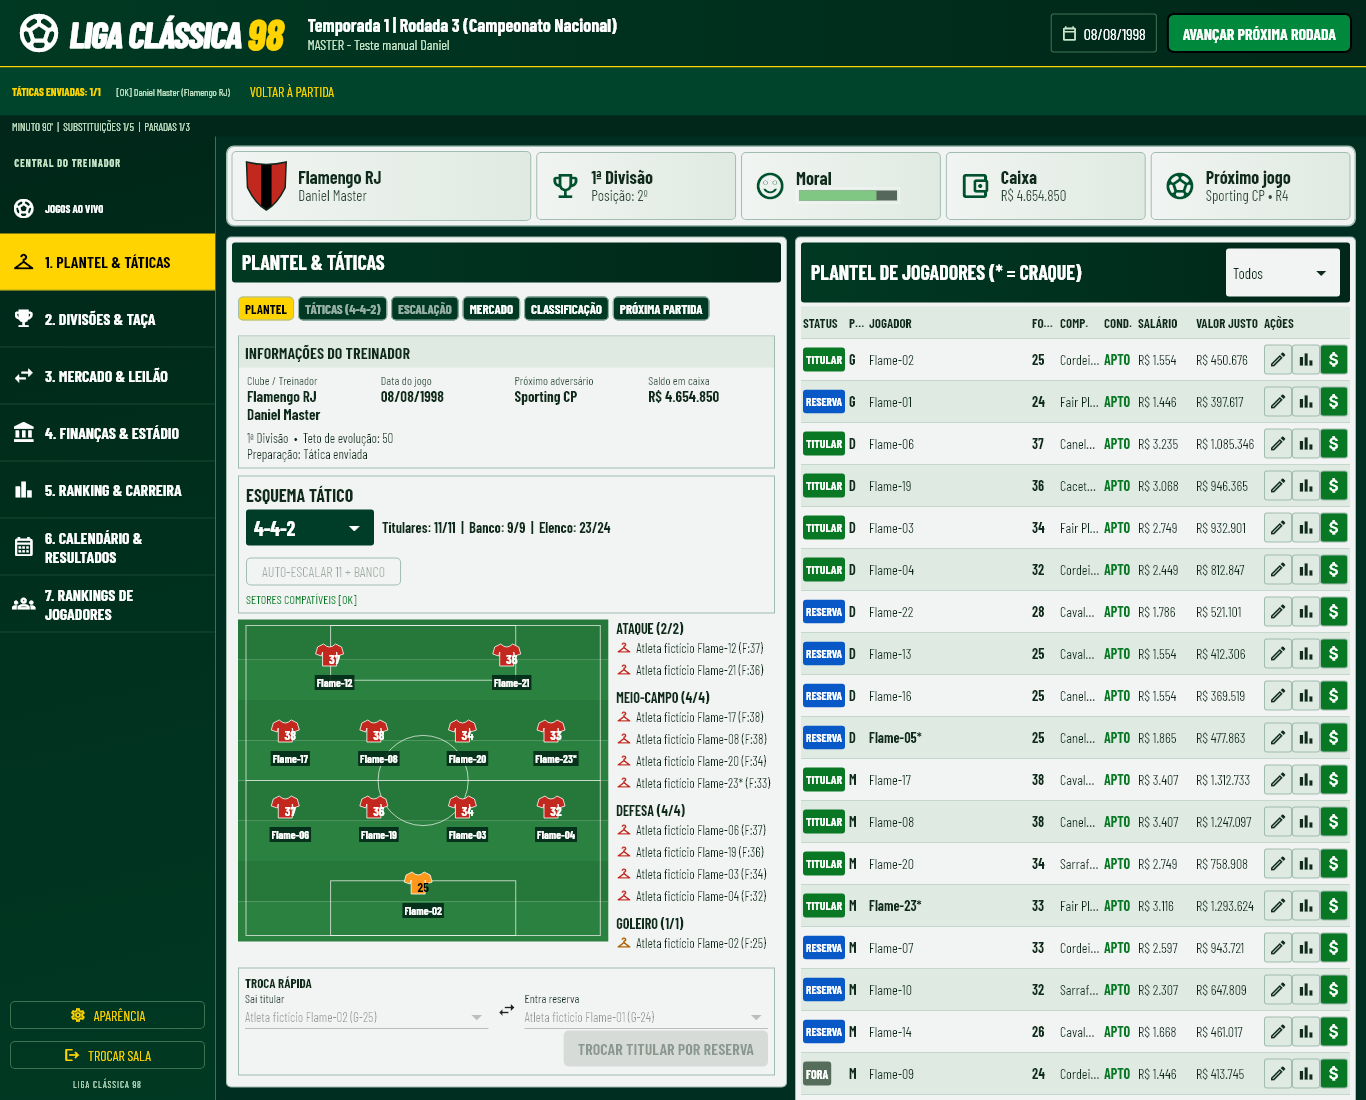 LIGA CLÁSSICA 98
Temporada 1 | Rodada 3 (Campeonato Nacional)
MASTER - Teste manual Daniel
08/08/1998
AVANÇAR PRÓXIMA RODADA
TÁTICAS ENVIADAS: 1/1
[OK] Daniel Master (Flamengo RJ)
VOLTAR À PARTIDA
MINUTO 90' | SUBSTITUIÇÕES 1/5 | PARADAS 1/3
CENTRAL DO TREINADOR
JOGOS AO VIVO
1. PLANTEL & TÁTICAS
2. DIVISÕES & TAÇA
3. MERCADO & LEILÃO
4. FINANÇAS & ESTÁDIO
5. RANKING & CARREIRA
6. CALENDÁRIO &
RESULTADOS
7. RANKINGS DE
JOGADORES
APARÊNCIA
TROCAR SALA
LIGA CLÁSSICA 98
Flamengo RJ
Daniel Master
1ª Divisão
Posição: 2º
Moral
Caixa
R$ 4.654.850
Próximo jogo
Sporting CP • R4
PLANTEL & TÁTICAS
PLANTEL
TÁTICAS (4-4-2)
ESCALAÇÃO
MERCADO
CLASSIFICAÇÃO
PRÓXIMA PARTIDA
INFORMAÇÕES DO TREINADOR
Clube / Treinador
Data do jogo
Próximo adversário
Saldo em caixa
Flamengo RJ
08/08/1998
Sporting CP
R$ 4.654.850
Daniel Master
1ª Divisão • Teto de evolução: 50
Preparação: Tática enviada
ESQUEMA TÁTICO
4-4-2
Titulares: 11/11 | Banco: 9/9 | Elenco: 23/24
AUTO-ESCALAR 11 + BANCO
SETORES COMPATÍVEIS [OK]
37
36
Flame-12
Flame-21
38
38
34
33
Flame-17
Flame-08
Flame-20
Flame-23*
37
36
34
32
Flame-06
Flame-19
Flame-03
Flame-04
25
Flame-02
ATAQUE (2/2)
Atleta fictício Flame-12 (F:37)
Atleta fictício Flame-21 (F:36)
MEIO-CAMPO (4/4)
Atleta fictício Flame-17 (F:38)
Atleta fictício Flame-08 (F:38)
Atleta fictício Flame-20 (F:34)
Atleta fictício Flame-23* (F:33)
DEFESA (4/4)
Atleta fictício Flame-06 (F:37)
Atleta fictício Flame-19 (F:36)
Atleta fictício Flame-03 (F:34)
Atleta fictício Flame-04 (F:32)
GOLEIRO (1/1)
Atleta fictício Flame-02 (F:25)
TROCA RÁPIDA
Sai titular
Atleta fictício Flame-02 (G-25)
Entra reserva
Atleta fictício Flame-01 (G-24)
TROCAR TITULAR POR RESERVA
PLANTEL DE JOGADORES (* = CRAQUE)
Todos
STATUS P... JOGADOR FO... COMP. COND. SALÁRIO VALOR JUSTO AÇÕES
TITULAR G Flame-02 25 Cordei... APTO R$ 1.554 R$ 450.676 $
RESERVA G Flame-01 24 Fair Pl... APTO R$ 1.446 R$ 397.617 $
TITULAR D Flame-06 37 Canel... APTO R$ 3.235 R$ 1.085.346 $
TITULAR D Flame-19 36 Cacet... APTO R$ 3.068 R$ 946.365 $
TITULAR D Flame-03 34 Fair Pl... APTO R$ 2.749 R$ 932.901 $
TITULAR D Flame-04 32 Cordei... APTO R$ 2.449 R$ 812.847 $
RESERVA D Flame-22 28 Caval... APTO R$ 1.786 R$ 521.101 $
RESERVA D Flame-13 25 Caval... APTO R$ 1.554 R$ 412.306 $
RESERVA D Flame-16 25 Canel... APTO R$ 1.554 R$ 369.519 $
RESERVA D Flame-05* 25 Canel... APTO R$ 1.865 R$ 477.863 $
TITULAR M Flame-17 38 Caval... APTO R$ 3.407 R$ 1.312.733 $
TITULAR M Flame-08 38 Canel... APTO R$ 3.407 R$ 1.247.097 $
TITULAR M Flame-20 34 Sarraf... APTO R$ 2.749 R$ 758.908 $
TITULAR M Flame-23* 33 Fair Pl... APTO R$ 3.116 R$ 1.293.624 $
RESERVA M Flame-07 33 Cordei... APTO R$ 2.597 R$ 943.721 $
RESERVA M Flame-10 32 Sarraf... APTO R$ 2.307 R$ 647.809 $
RESERVA M Flame-14 26 Caval... APTO R$ 1.668 R$ 461.017 $
FORA M Flame-09 24 Cordei... APTO R$ 1.446 R$ 413.745 $